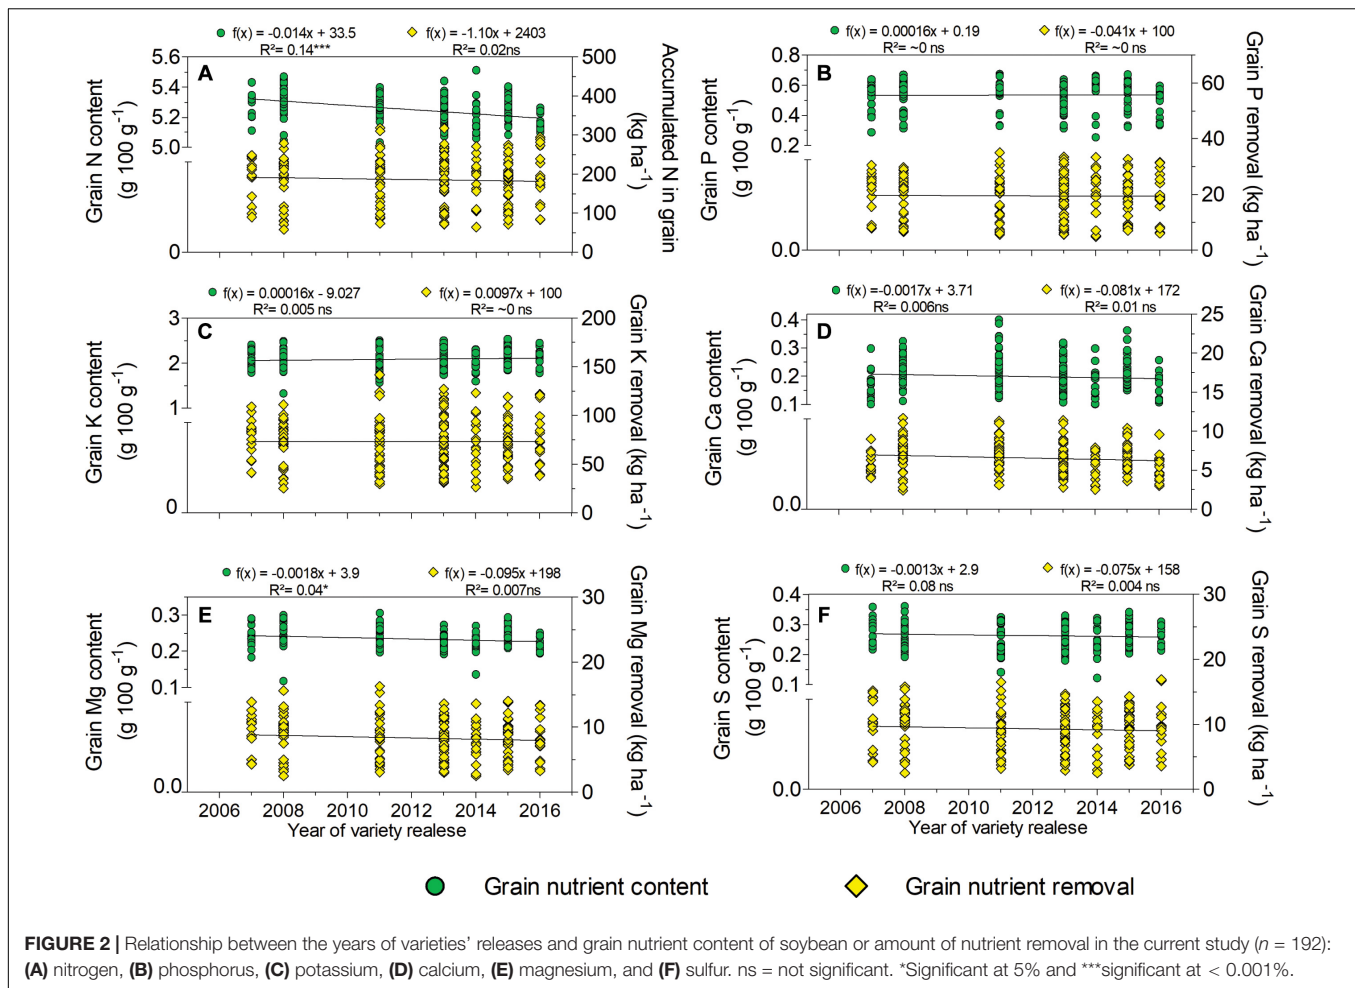 f(x) = -0.014x + 33.5
R²= 0.14***
f(x) = -1.10x + 2403
R²= 0.02ns
A
Grain N content
(g 100 g⁻¹)
5.6
5.4
5.2
5.0
0
500
400
300
200
100
0
Accumulated N in grain
(kg ha⁻¹)
f(x) = 0.00016x + 0.19
R²= ~0 ns
f(x) = -0.041x + 100
R²= ~0 ns
B
Grain P content
(g 100 g⁻¹)
0.8
0.6
0.4
0.2
0.0
60
40
20
0
Grain P removal (kg ha⁻¹)
f(x) = 0.00016x - 9.027
R²= 0.005 ns
f(x) = 0.0097x + 100
R²= ~0 ns
C
Grain K content
(g 100 g⁻¹)
3
2
1
0
200
150
100
50
0
Grain K removal (kg ha⁻¹)
f(x) = -0.0017x + 3.71
R²= 0.006ns
f(x) = -0.081x + 172
R²= 0.01 ns
D
Grain Ca content
(g 100 g⁻¹)
0.4
0.3
0.2
0.1
0.0
25
20
15
10
5
0
Grain Ca removal (kg ha⁻¹)
f(x) = -0.0018x + 3.9
R²= 0.04*
f(x) = -0.095x +198
R²= 0.007ns
E
Grain Mg content
(g 100 g⁻¹)
0.3
0.2
0.1
0.0
30
20
10
0
Grain Mg removal (kg ha⁻¹)
2006 2008 2010 2012 2014 2016
Year of variety realese
f(x) = -0.0013x + 2.9
R²= 0.08 ns
f(x) = -0.075x + 158
R²= 0.004 ns
F
Grain S content
(g 100 g⁻¹)
0.4
0.3
0.2
0.1
0.0
30
20
10
0
Grain S removal (kg ha⁻¹)
2006 2008 2010 2012 2014 2016
Year of variety realese
Grain nutrient content
Grain nutrient removal
FIGURE 2 | Relationship between the years of varieties' releases and grain nutrient content of soybean or amount of nutrient removal in the current study (n = 192):
(A) nitrogen, (B) phosphorus, (C) potassium, (D) calcium, (E) magnesium, and (F) sulfur. ns = not significant. *Significant at 5% and ***significant at < 0.001%.